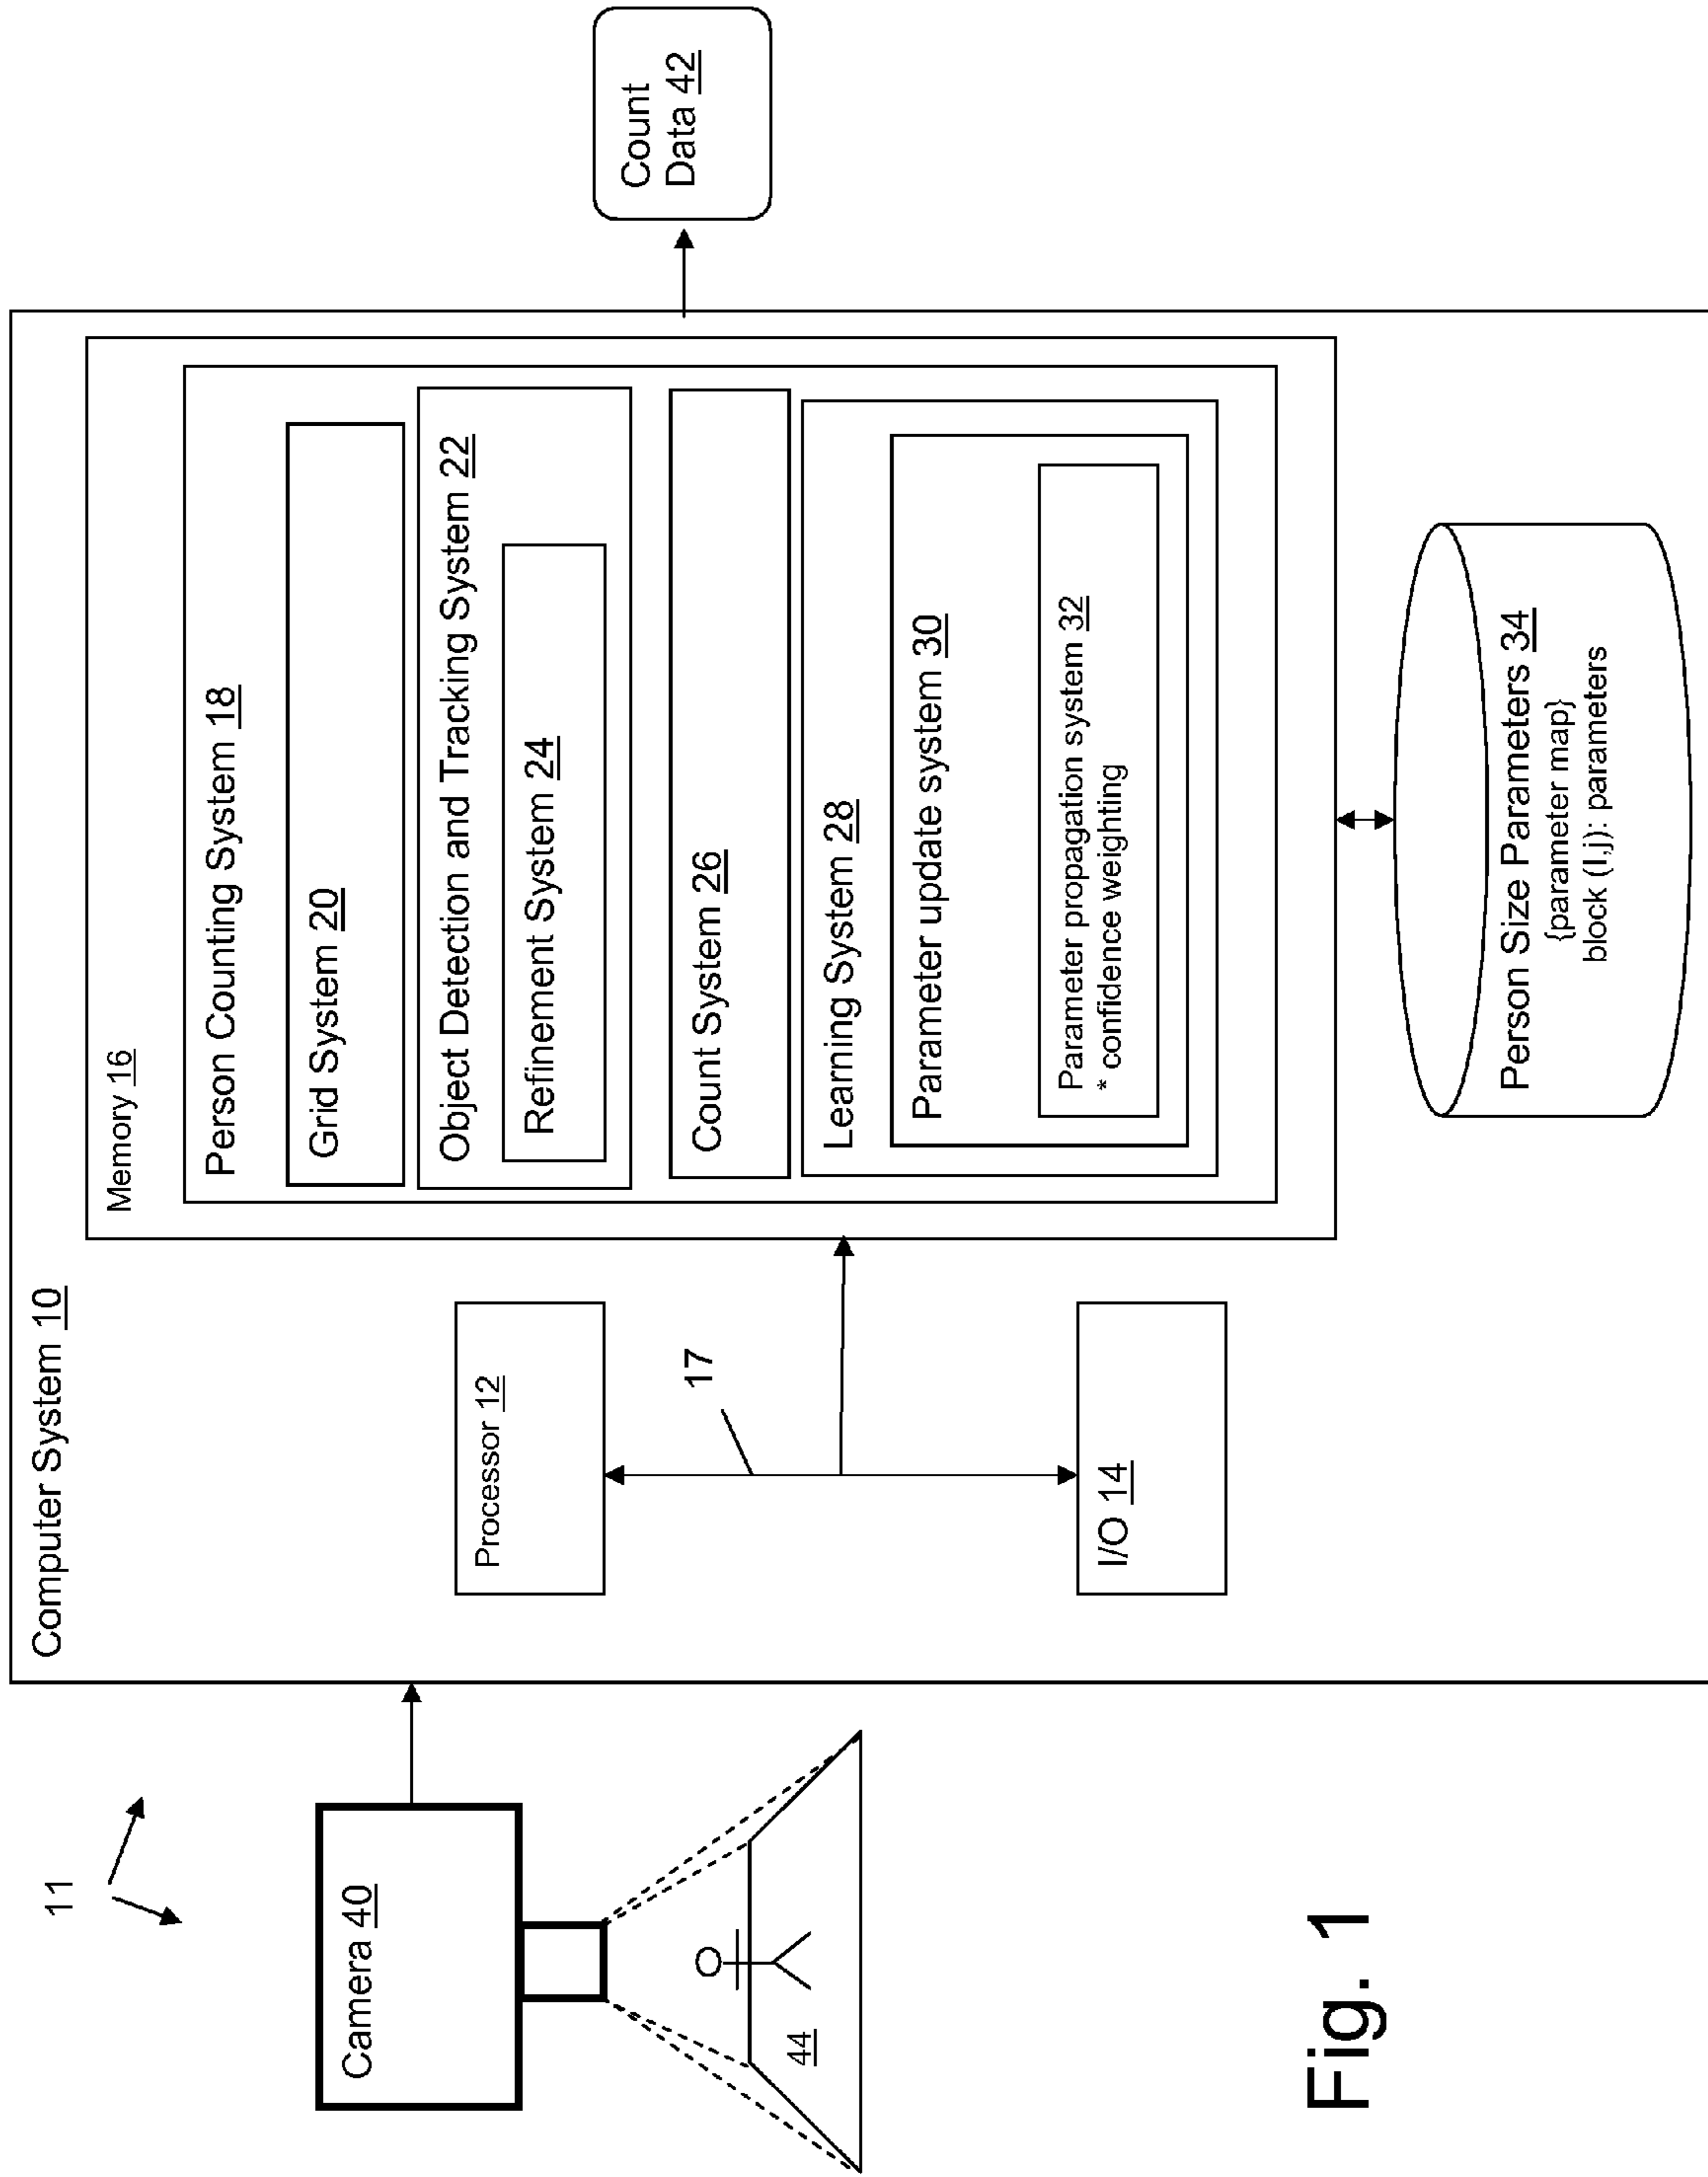 11
Computer System 10
Camera 40
44
Processor 12
17
I/O 14
Memory 16
Person Counting System 18
Grid System 20
Object Detection and Tracking System 22
Refinement System 24
Count System 26
Learning System 28
Parameter update system 30
Parameter propagation system 32
* confidence weighting
Person Size Parameters 34
{parameter map}
block (I,j): parameters
Count
Data 42
Fig. 1